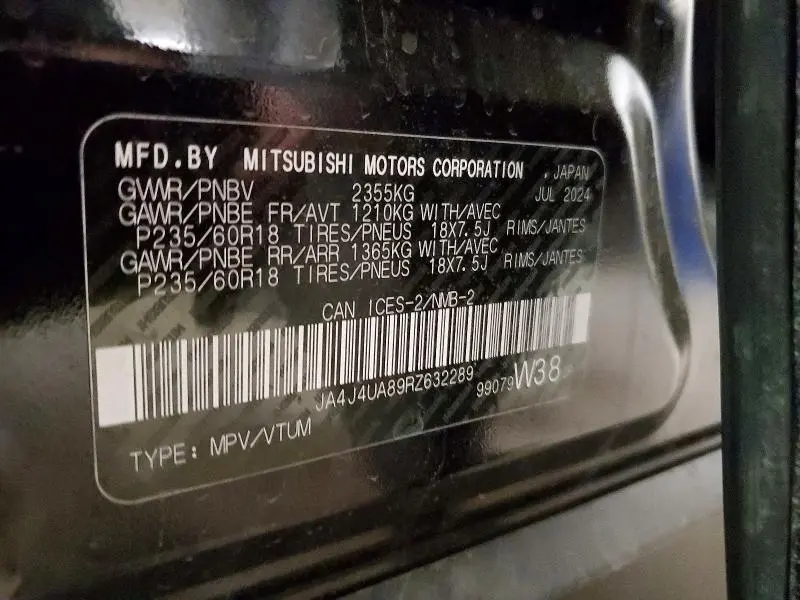 MFD.BY MITSUBISHI MOTORS CORPORATION , JAPAN
GVWR/PNBV 2355KG JUL 2024
GAWR/PNBE FR/AVT 1210KG WITH/AVEC
P235/60R18 TIRES/PNEUS 18X7.5J RIMS/JANTES
GAWR/PNBE RR/ARR 1365KG WITH/AVEC
P235/60R18 TIRES/PNEUS 18X7.5J RIMS/JANTES
CAN ICES-2/NMB-2
JA4J4UA89RZ632289 99079 W38
TYPE: MPV/VTUM